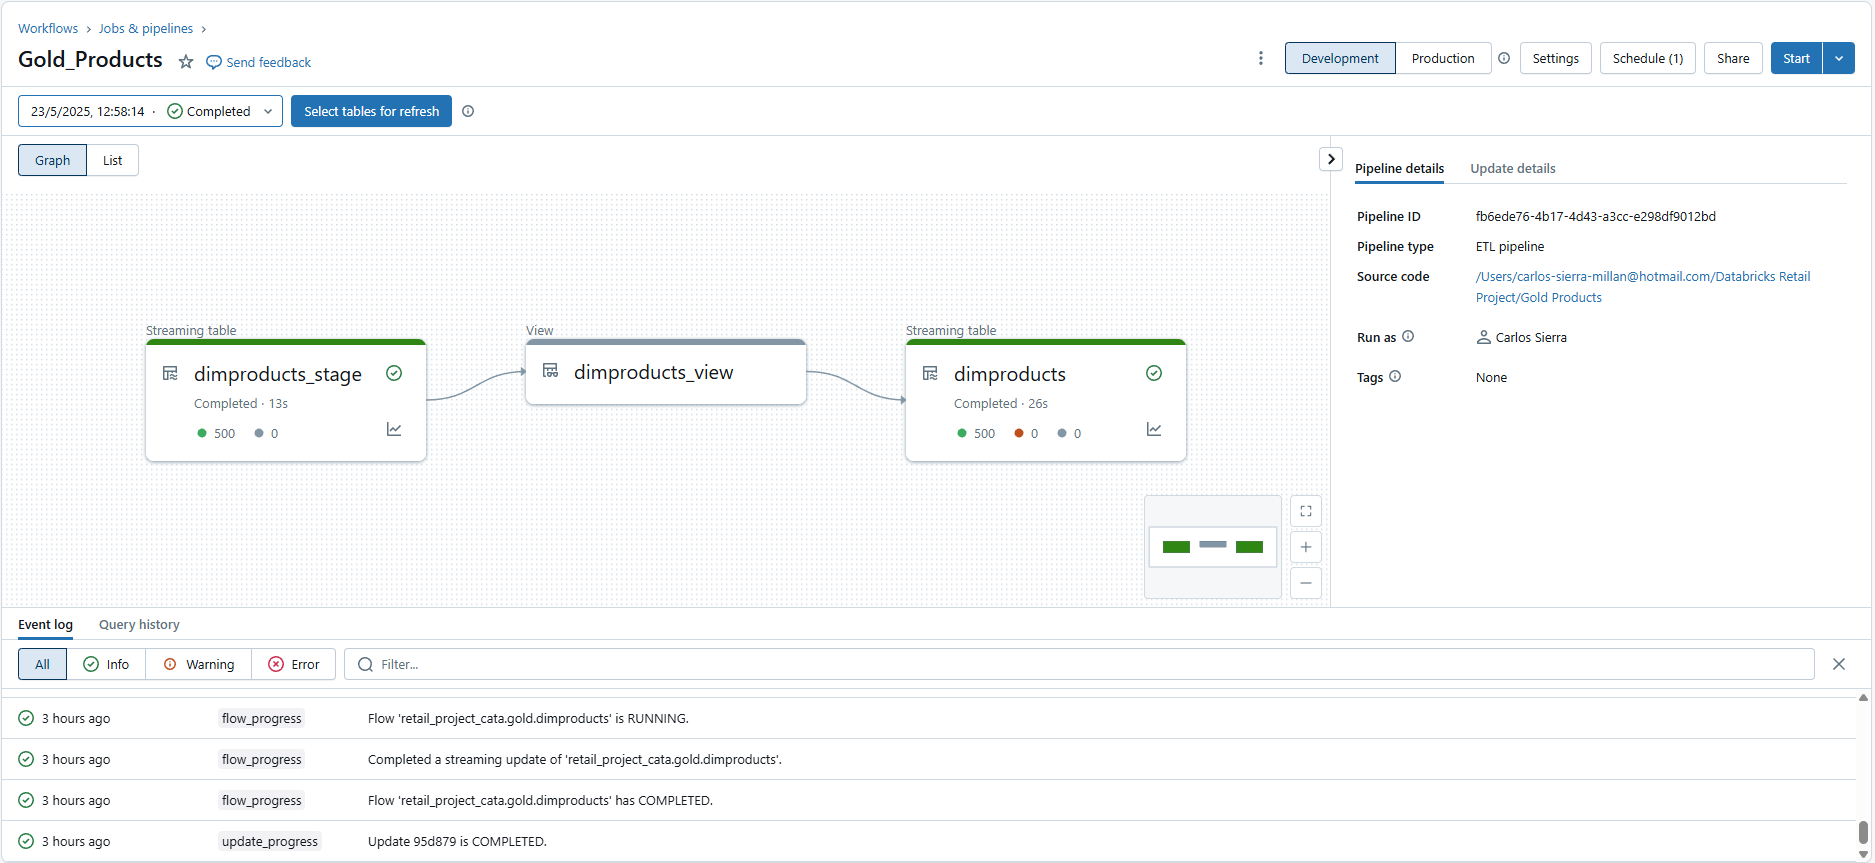 Workflows › Jobs & pipelines ›
Gold_Products
Send feedback
Development
Production
Settings
Schedule (1)
Share
Start
23/5/2025, 12:58:14 · Completed
Select tables for refresh
Graph
List
Pipeline details
Update details
Pipeline ID
fb6ede76-4b17-4d43-a3cc-e298df9012bd
Pipeline type
ETL pipeline
Source code
/Users/carlos-sierra-millan@hotmail.com/Databricks Retail
Project/Gold Products
Run as
Carlos Sierra
Tags
None
Streaming table
dimproducts_stage
Completed · 13s
500
0
View
dimproducts_view
Streaming table
dimproducts
Completed · 26s
500
0
0
Event log
Query history
All
Info
Warning
Error
Filter...
3 hours ago flow_progress Flow 'retail_project_cata.gold.dimproducts' is RUNNING.
3 hours ago flow_progress Completed a streaming update of 'retail_project_cata.gold.dimproducts'.
3 hours ago flow_progress Flow 'retail_project_cata.gold.dimproducts' has COMPLETED.
3 hours ago update_progress Update 95d879 is COMPLETED.